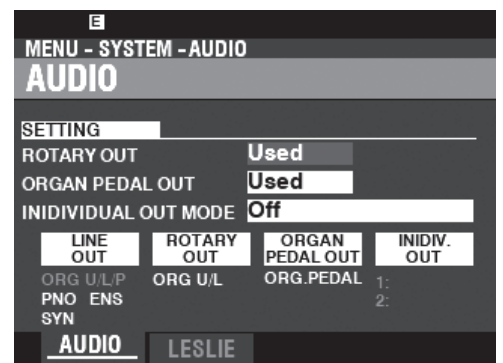 E
MENU - SYSTEM - AUDIO
AUDIO
SETTING
ROTARY OUT Used
ORGAN PEDAL OUT Used
INIDIVIDUAL OUT MODE Off
LINE OUT ROTARY OUT ORGAN PEDAL OUT INIDIV. OUT
ORG U/L/P ORG U/L ORG.PEDAL 1:
PNO ENS 2:
SYN
AUDIO LESLIE